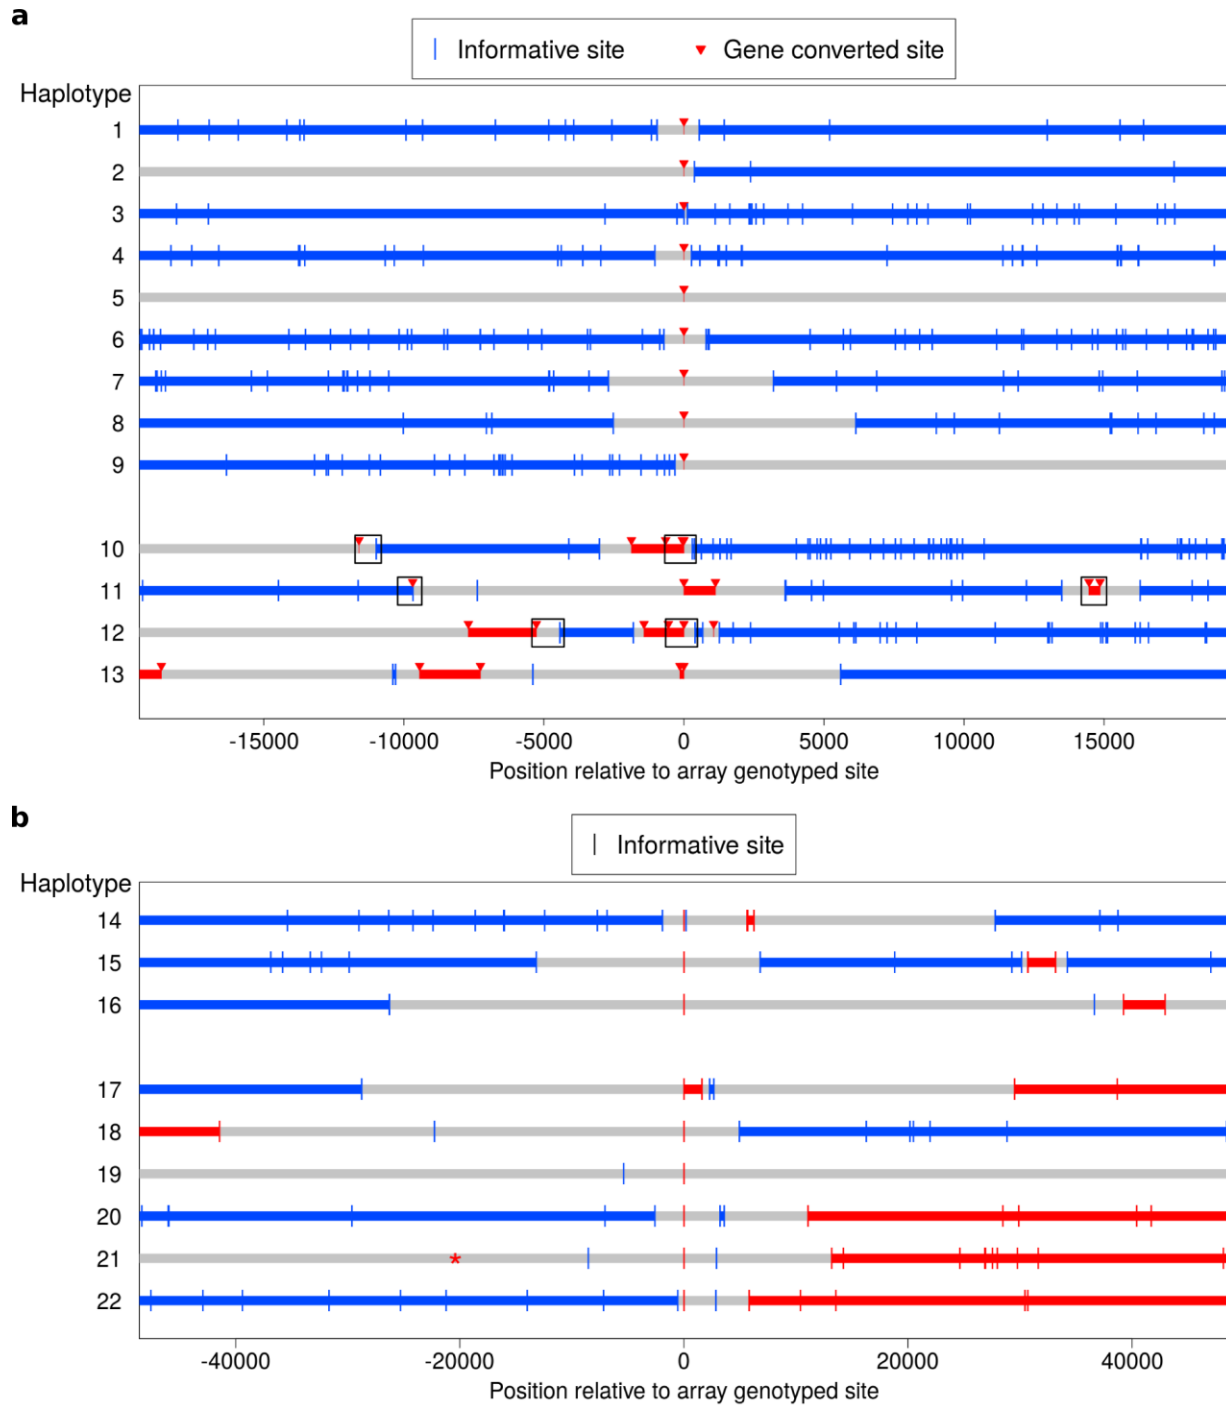 a
Informative site
Gene converted site
Haplotype
1
2
3
4
5
6
7
8
9
10
11
12
13
-15000 -10000 -5000 0 5000 10000 15000
Position relative to array genotyped site
b
Informative site
Haplotype
14
15
16
17
18
19
20
21 *
22
-40000 -20000 0 20000 40000
Position relative to array genotyped site